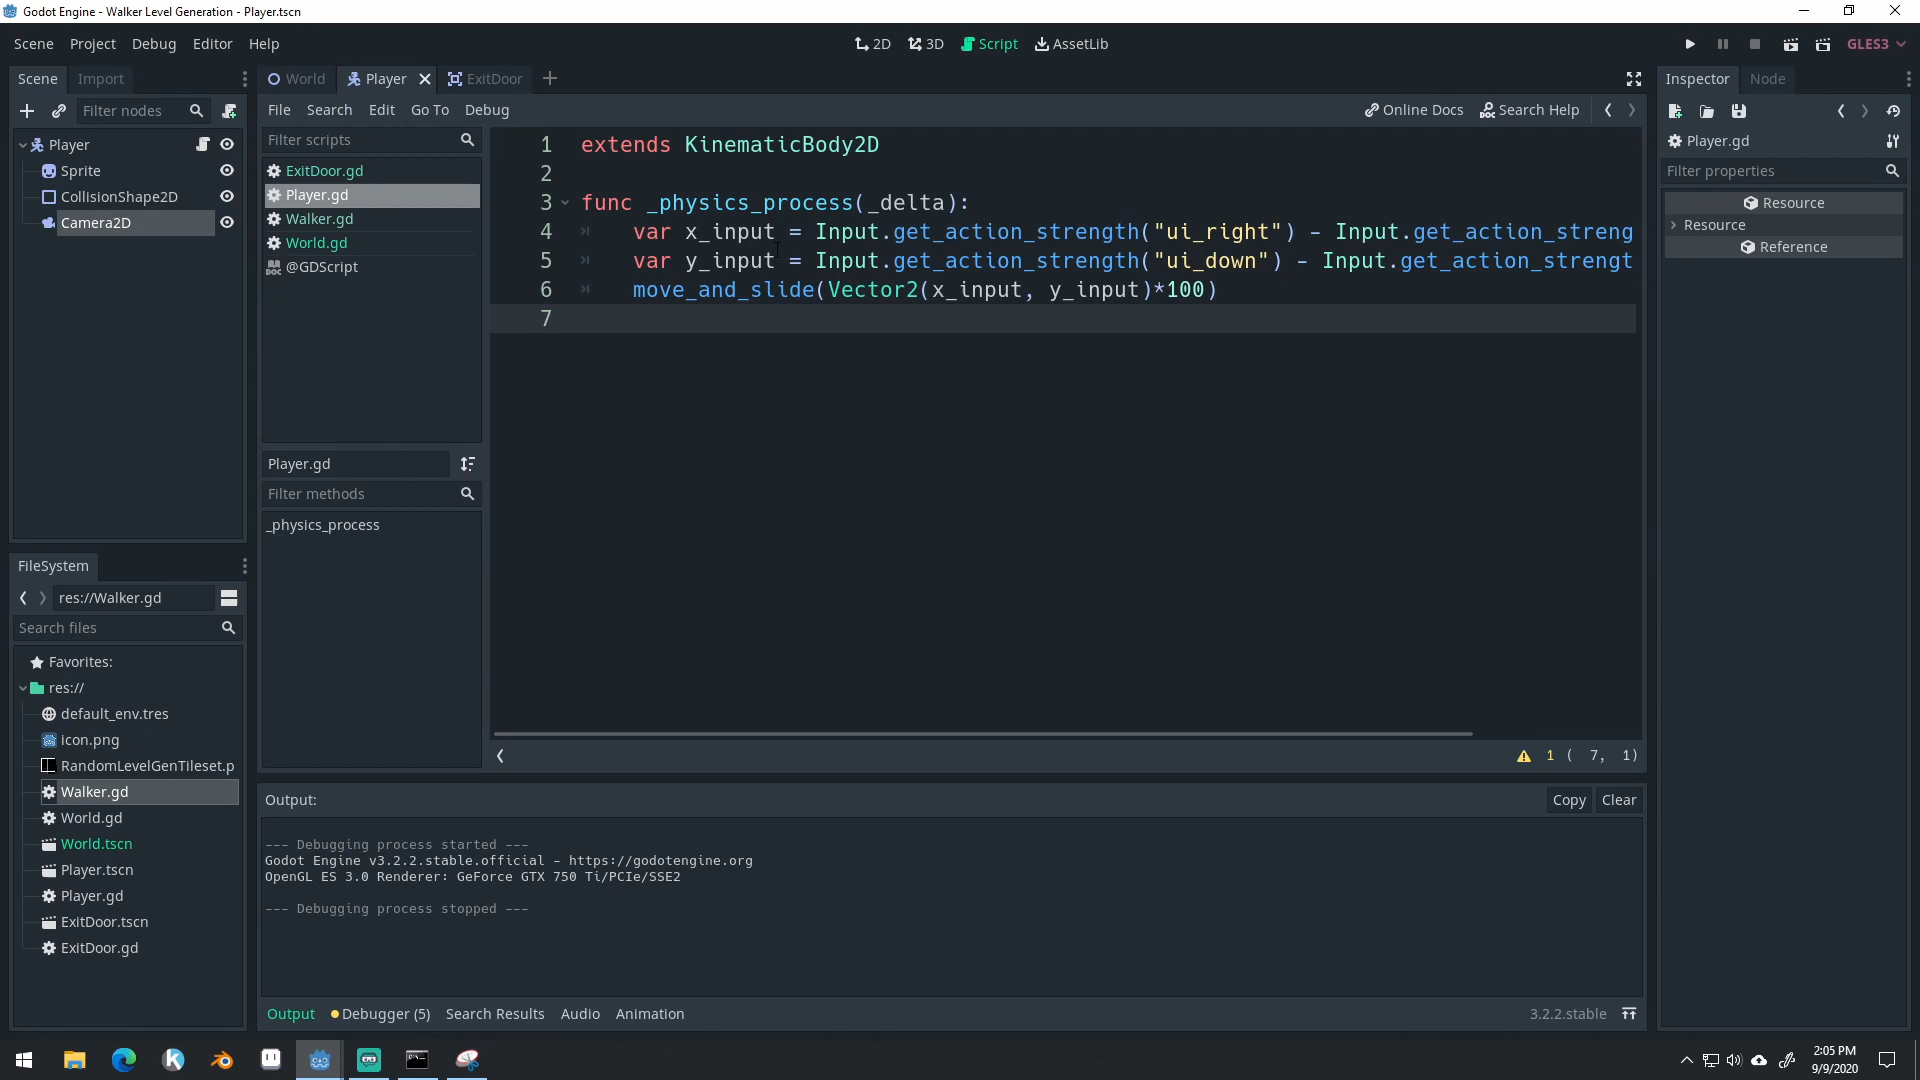 Godot Engine - Walker Level Generation - Player.tscn
Scene Project Debug Editor Help
2D 3D Script AssetLib
GLES3
Scene Import
World Player ExitDoor
Inspector Node
Filter nodes
File Search Edit Go To Debug
Online Docs Search Help
Player
Sprite
CollisionShape2D
Camera2D
Filter scripts
ExitDoor.gd
Player.gd
Walker.gd
World.gd
@GDScript
Player.gd
Filter methods
_physics_process
1 extends KinematicBody2D
2
3 func _physics_process(_delta):
4 var x_input = Input.get_action_strength("ui_right") - Input.get_action_streng
5 var y_input = Input.get_action_strength("ui_down") - Input.get_action_strengt
6 move_and_slide(Vector2(x_input, y_input)*100)
7
1 ( 7, 1)
Player.gd
Filter properties
Resource
Resource
Reference
FileSystem
res://Walker.gd
Search files
Favorites:
res://
default_env.tres
icon.png
RandomLevelGenTileset.p
Walker.gd
World.gd
World.tscn
Player.tscn
Player.gd
ExitDoor.tscn
ExitDoor.gd
Output:
Copy Clear
--- Debugging process started ---
Godot Engine v3.2.2.stable.official - https://godotengine.org
OpenGL ES 3.0 Renderer: GeForce GTX 750 Ti/PCIe/SSE2
--- Debugging process stopped ---
Output Debugger (5) Search Results Audio Animation
3.2.2.stable
2:05 PM
9/9/2020